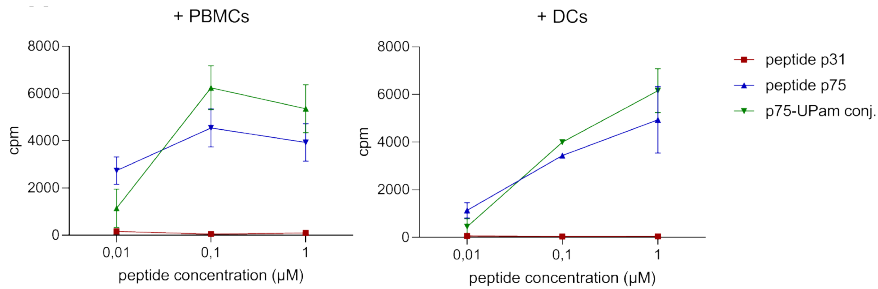 + PBMCs
8000
6000
4000
2000
0
cpm
0,01 0,1 1
peptide concentration (µM)
+ DCs
8000
6000
4000
2000
0
cpm
0,01 0,1 1
peptide concentration (µM)
peptide p31
peptide p75
p75-UPam conj.